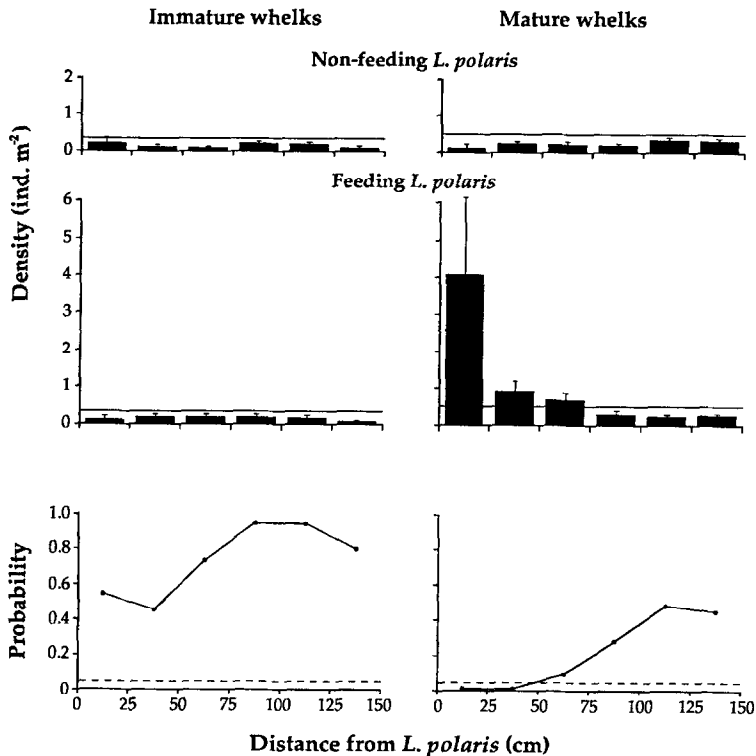 Immature whelks
Mature whelks
Non-feeding L. polaris
2
1
0
Density (ind. m-2)
Feeding L. polaris
6
5
4
3
2
1
0
Probability
1.0
0.8
0.6
0.4
0.2
0
0 25 50 75 100 125 150
0 25 50 75 100 125 150
Distance from L. polaris (cm)